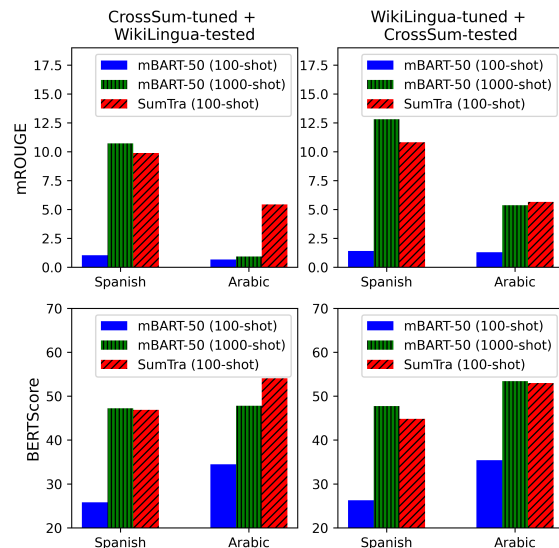 CrossSum-tuned +
WikiLingua-tested
WikiLingua-tuned +
CrossSum-tested
mROUGE
17.5
15.0
12.5
10.0
7.5
5.0
2.5
0.0
mBART-50 (100-shot)
mBART-50 (1000-shot)
SumTra (100-shot)
Spanish
Arabic
17.5
15.0
12.5
10.0
7.5
5.0
2.5
0.0
mBART-50 (100-shot)
mBART-50 (1000-shot)
SumTra (100-shot)
Spanish
Arabic
BERTScore
70
60
50
40
30
20
mBART-50 (100-shot)
mBART-50 (1000-shot)
SumTra (100-shot)
Spanish
Arabic
70
60
50
40
30
20
mBART-50 (100-shot)
mBART-50 (1000-shot)
SumTra (100-shot)
Spanish
Arabic